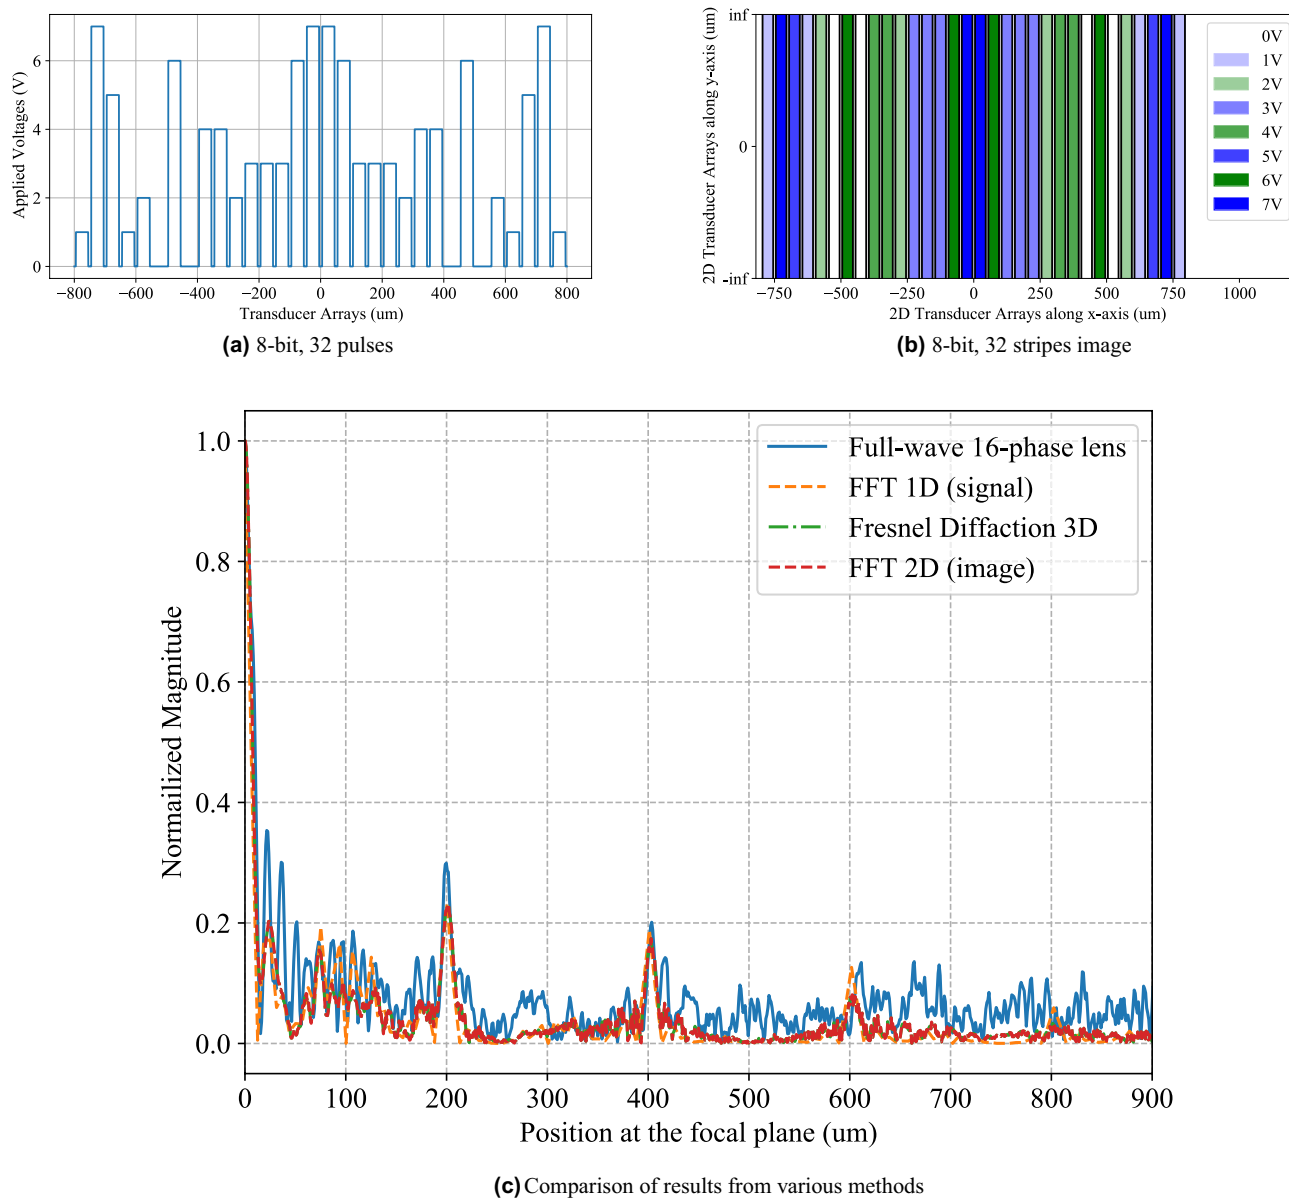 Applied Voltages (V)
6
4
2
0
−800 −600 −400 −200 0 200 400 600 800
Transducer Arrays (um)
(a) 8-bit, 32 pulses
2D Transducer Arrays along y-axis (um)
inf
0
-inf
−750 −500 −250 0 250 500 750 1000
2D Transducer Arrays along x-axis (um)
0V
1V
2V
3V
4V
5V
6V
7V
(b) 8-bit, 32 stripes image
Normailized Magnitude
1.0
0.8
0.6
0.4
0.2
0.0
Full-wave 16-phase lens
FFT 1D (signal)
Fresnel Diffaction 3D
FFT 2D (image)
0 100 200 300 400 500 600 700 800 900
Position at the focal plane (um)
(c) Comparison of results from various methods